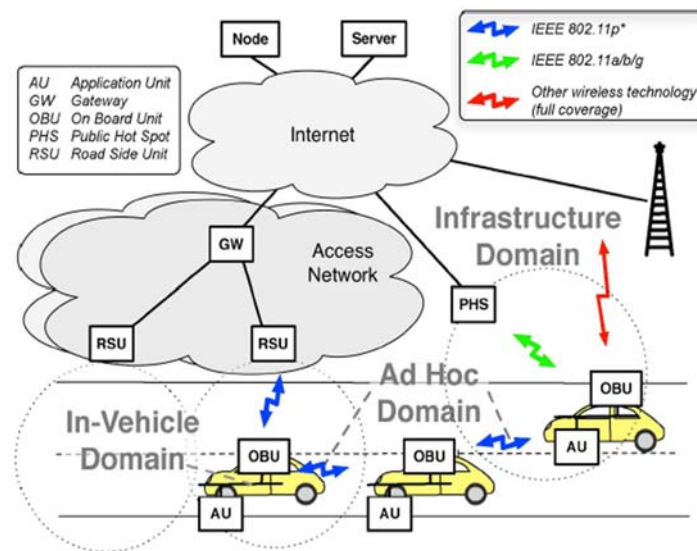 Node
Server
IEEE 802.11p*
IEEE 802.11a/b/g
Other wireless technology
(full coverage)
AU Application Unit
GW Gateway
OBU On Board Unit
PHS Public Hot Spot
RSU Road Side Unit
Internet
Infrastructure
Domain
GW
Access
Network
PHS
RSU
RSU
OBU
Ad Hoc
Domain
In-Vehicle
Domain
AU
OBU
OBU
AU
AU